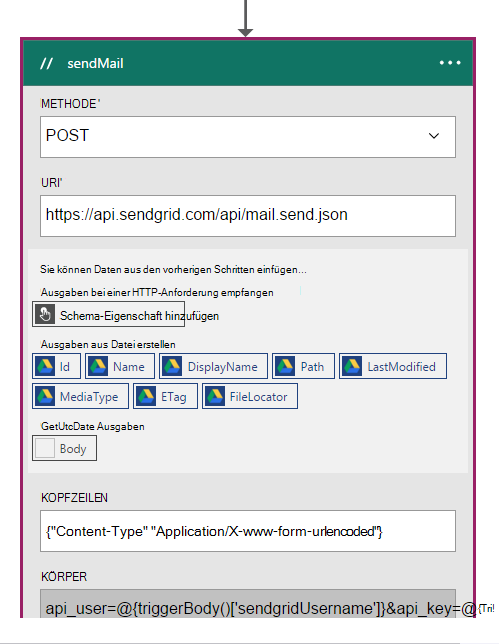 // sendMail
METHODE'
POST
URI'
https://api.sendgrid.com/api/mail.send.json
Sie können Daten aus den vorherigen Schritten einfügen...
Ausgaben bei einer HTTP-Anforderung empfangen
Schema-Eigenschaft hinzufügen
Ausgaben aus Datei erstellen
Id Name DisplayName Path LastModified
MediaType ETag FileLocator
GetUtcDate Ausgaben
Body
KOPFZEILEN
{"Content-Type" "Application/X-www-form-urlencoded"}
KÖRPER
api_user=@{triggerBody()['sendgridUsername']}&api_key=@{Tri